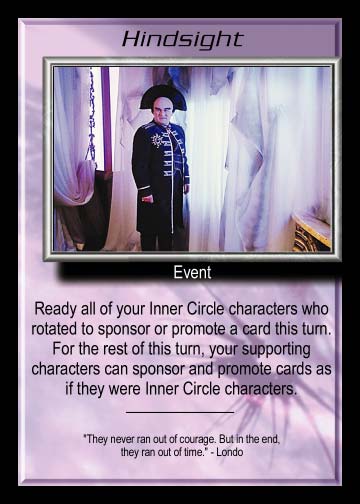 Hindsight
Event
Ready all of your Inner Circle characters who
rotated to sponsor or promote a card this turn.
For the rest of this turn, your supporting
characters can sponsor and promote cards as
if they were Inner Circle characters.
"They never ran out of courage. But in the end,
they ran out of time." - Londo